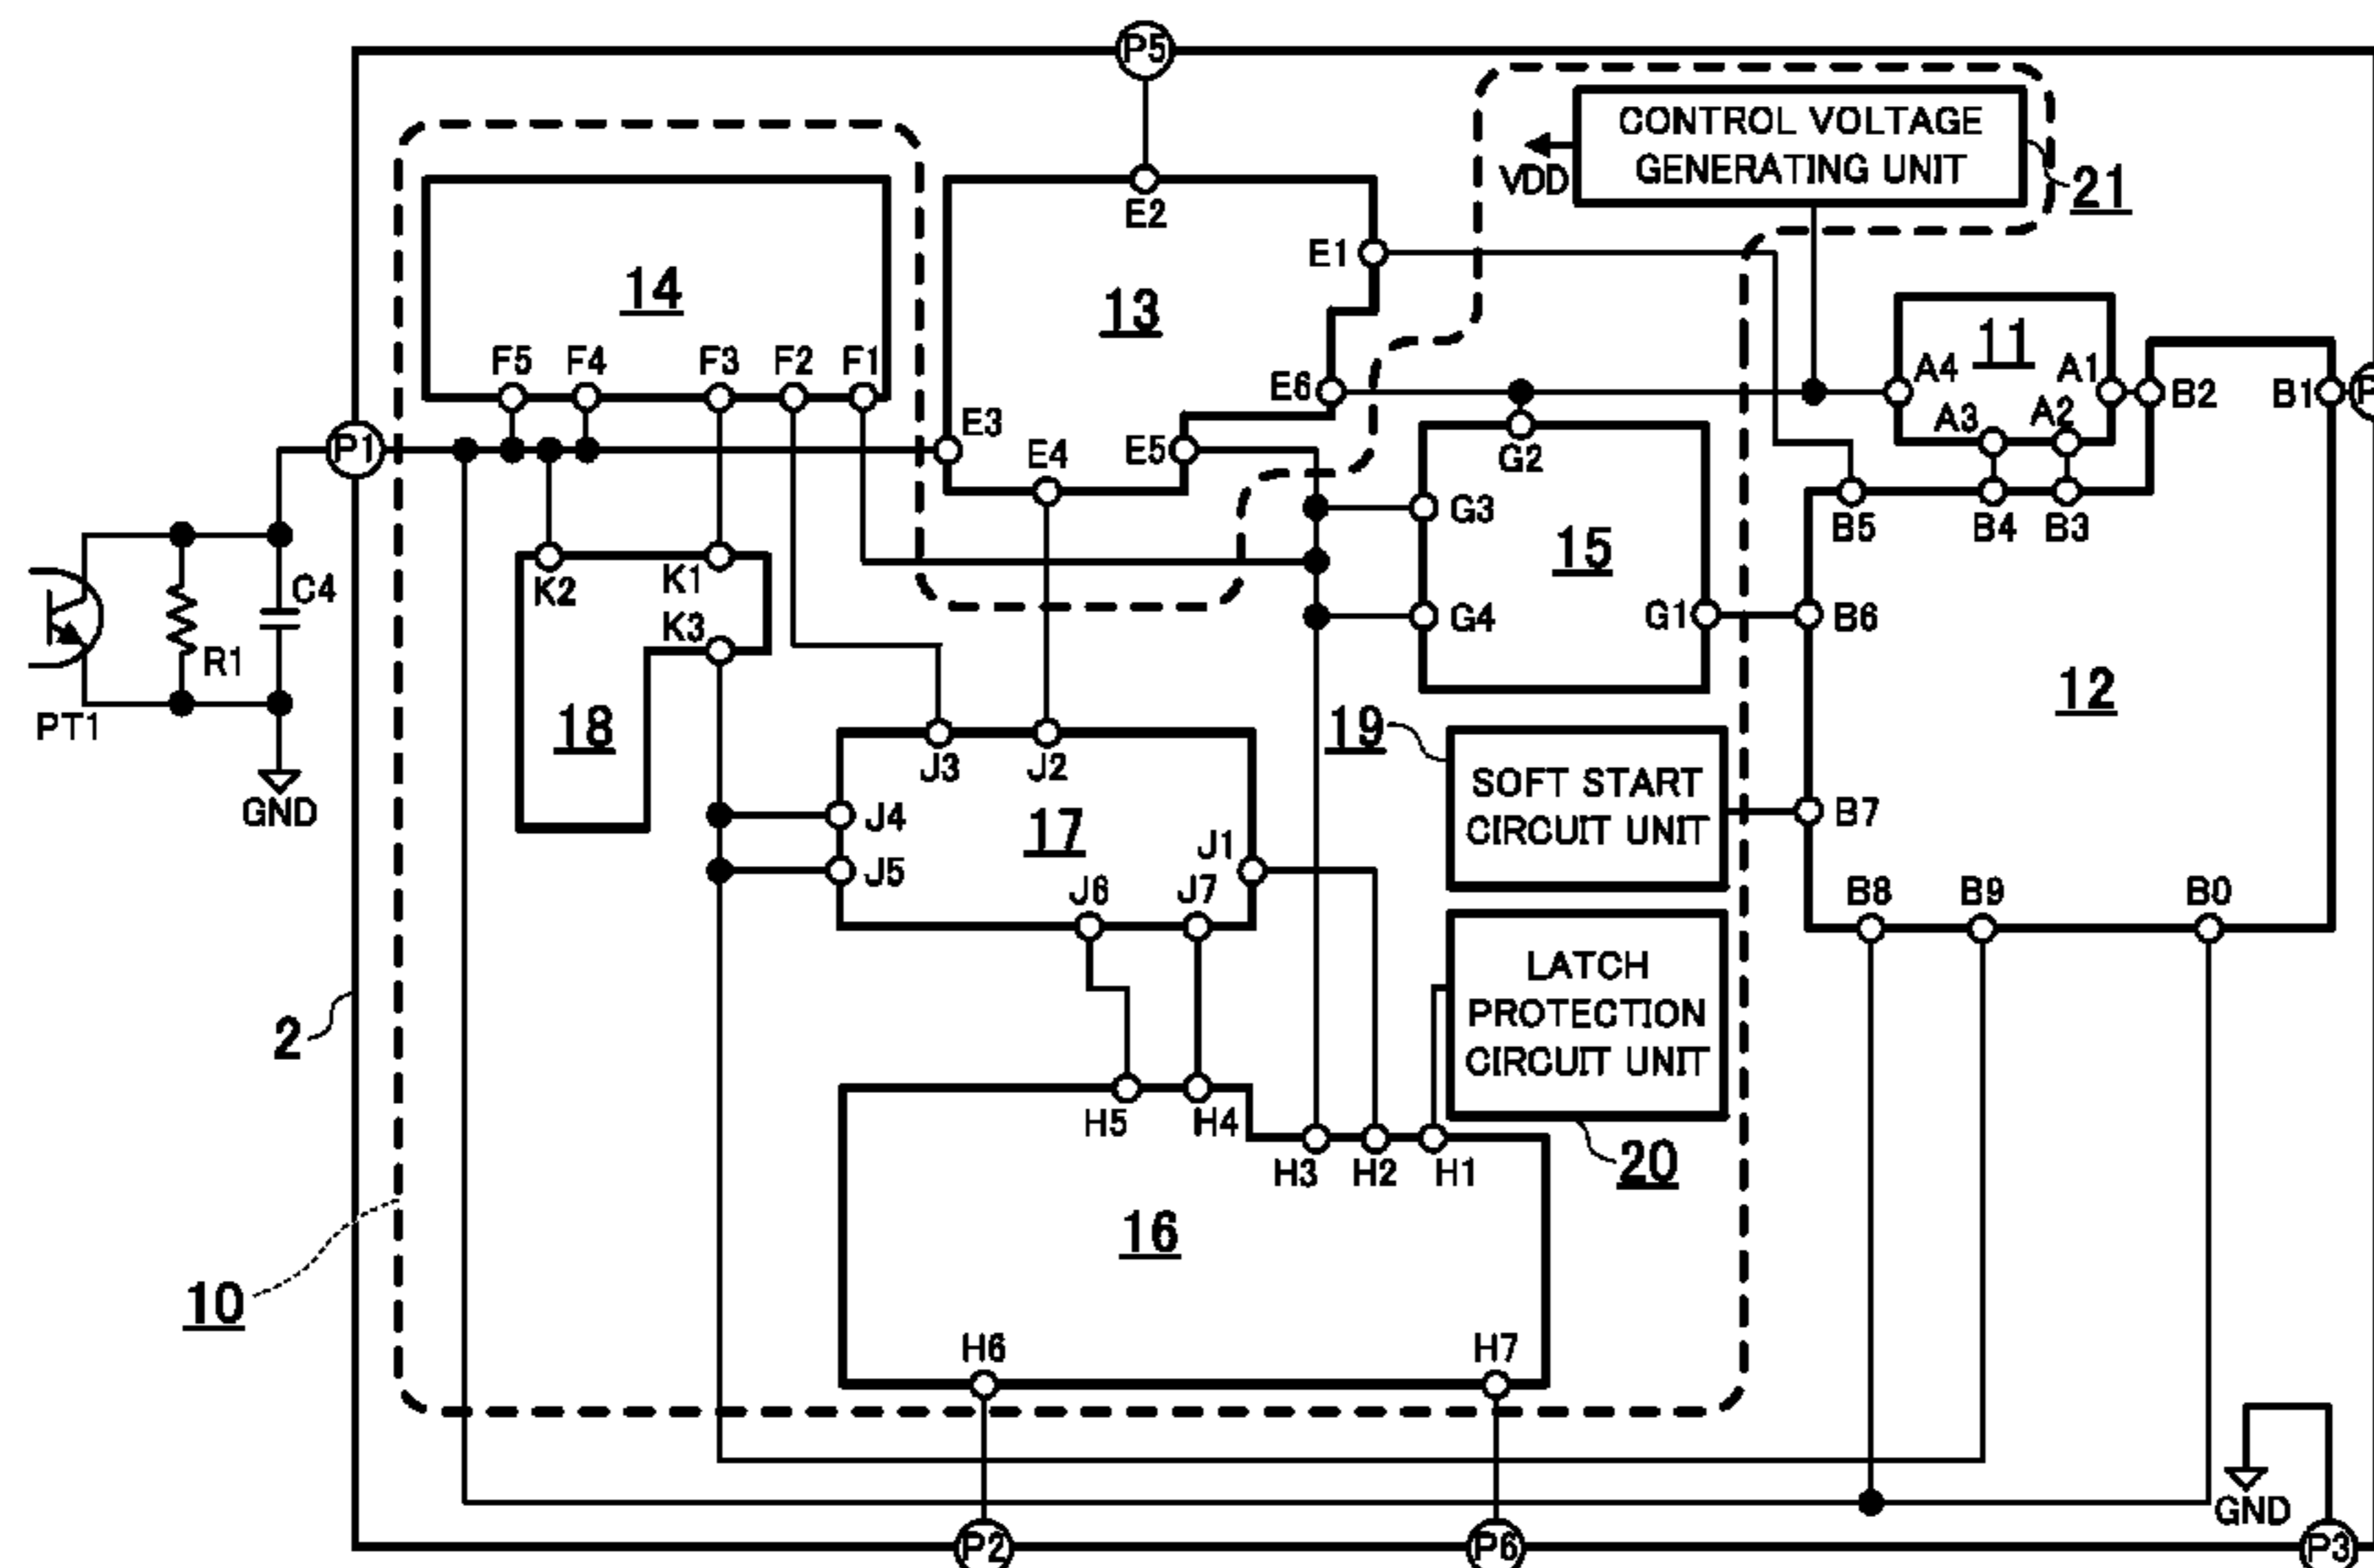 P5
CONTROL VOLTAGE
GENERATING UNIT
VDD
21
E2
E1
14
13
11
F5 F4 F3 F2 F1
E6
A4 A1
B2 B1
A3 A2
P1
E3
E4 E5
G2
G3
B5 B4 B3
15
K2 K1
C4
K3
G4 G1
B6
R1
12
PT1
18
19
SOFT START
CIRCUIT UNIT
J3 J2
GND
J4
17
B7
J1
J5
J6 J7
B8 B9 B0
LATCH
PROTECTION
CIRCUIT UNIT
2
H5 H4
H3 H2 H1
20
16
10
H6 H7
GND
P2 P6 P3